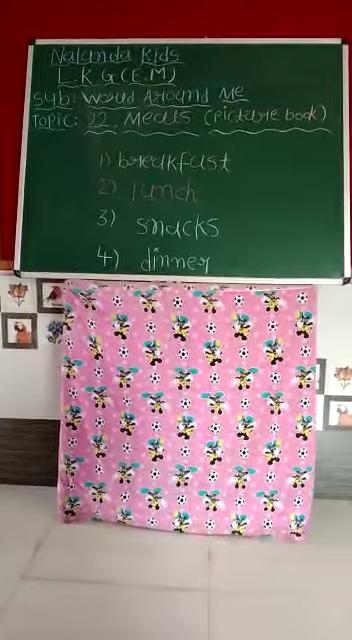 Nalanda Kids
L.K.G(E.M)
Sub: World Around Me
Topic: 22. Meals (picture book)
1) breakfast
2) lunch
3) snacks
4) dinner